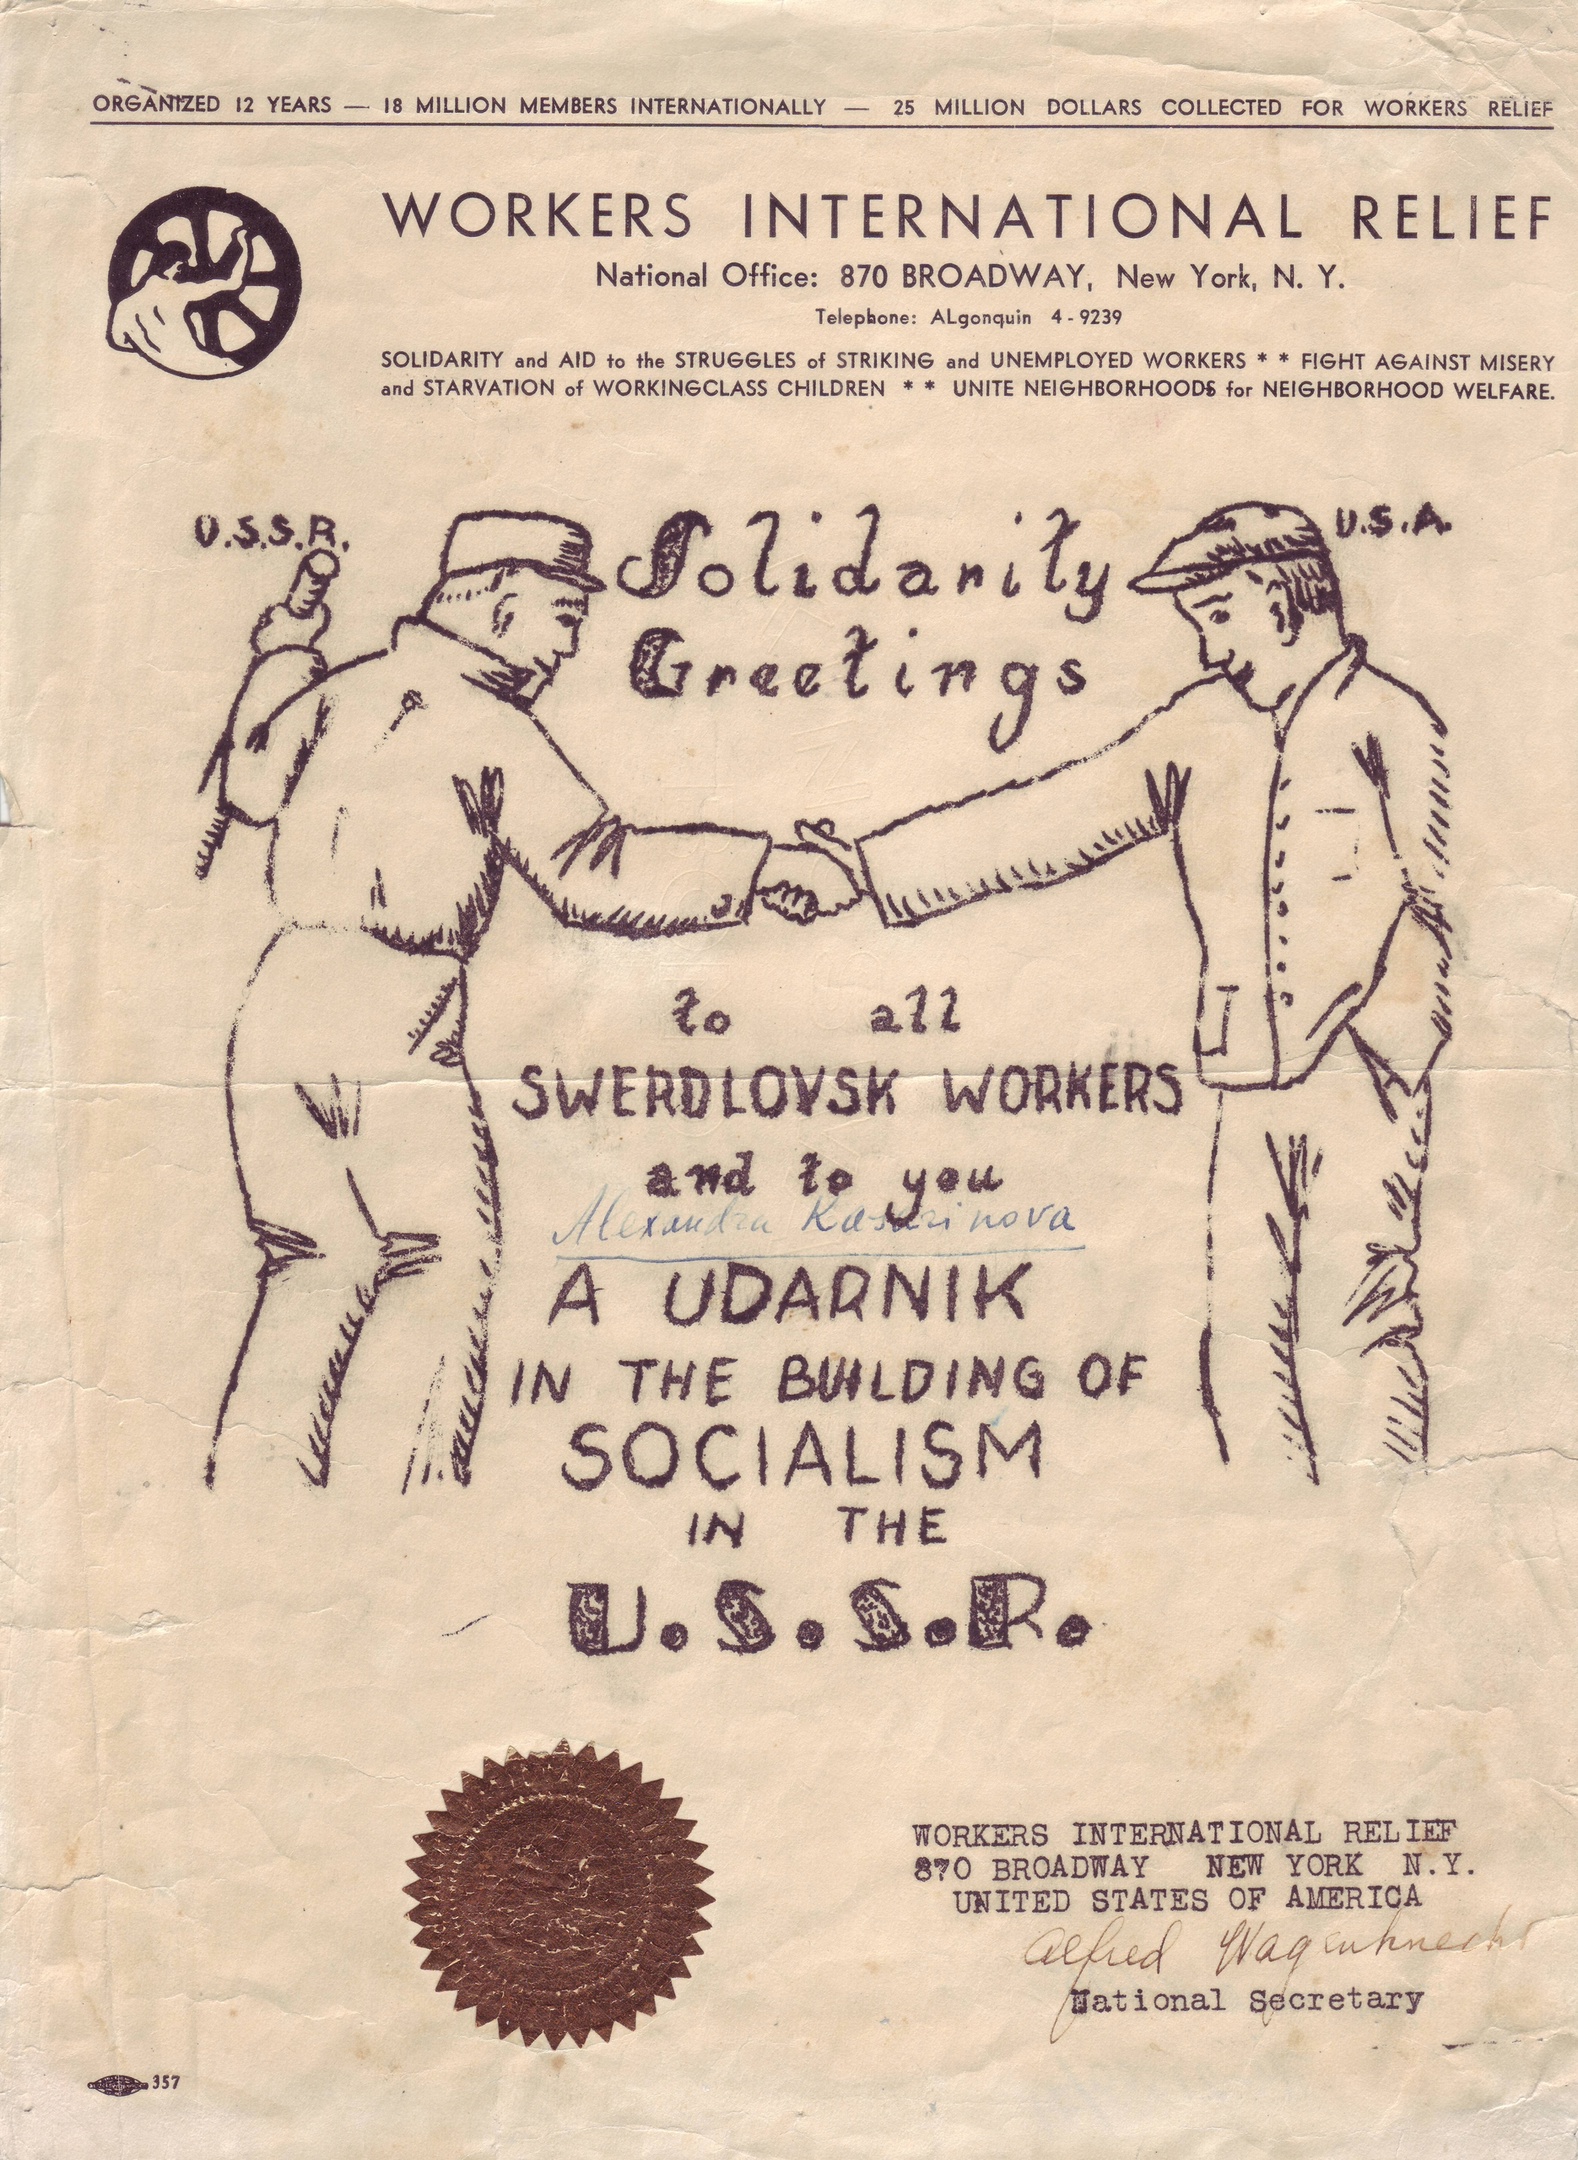 ORGANIZED 12 YEARS — 18 MILLION MEMBERS INTERNATIONALLY — 25 MILLION DOLLARS COLLECTED FOR WORKERS RELIEF
WORKERS INTERNATIONAL RELIEF
National Office: 870 BROADWAY, New York, N. Y.
Telephone: ALgonquin 4-9239
SOLIDARITY and AID to the STRUGGLES of STRIKING and UNEMPLOYED WORKERS * * FIGHT AGAINST MISERY
and STARVATION of WORKINGCLASS CHILDREN * * UNITE NEIGHBORHOODS for NEIGHBORHOOD WELFARE.
U.S.S.R.
U.S.A.
Solidarity
Greetings
to all
SWERDLOVSK WORKERS
and to you
Alexandra
A UDARNIK
IN THE BUILDING OF
SOCIALISM
IN THE
U.S.S.R.
WORKERS INTERNATIONAL RELIEF
870 BROADWAY NEW YORK N.Y.
UNITED STATES OF AMERICA
Alfred Wagenknecht
National Secretary
357